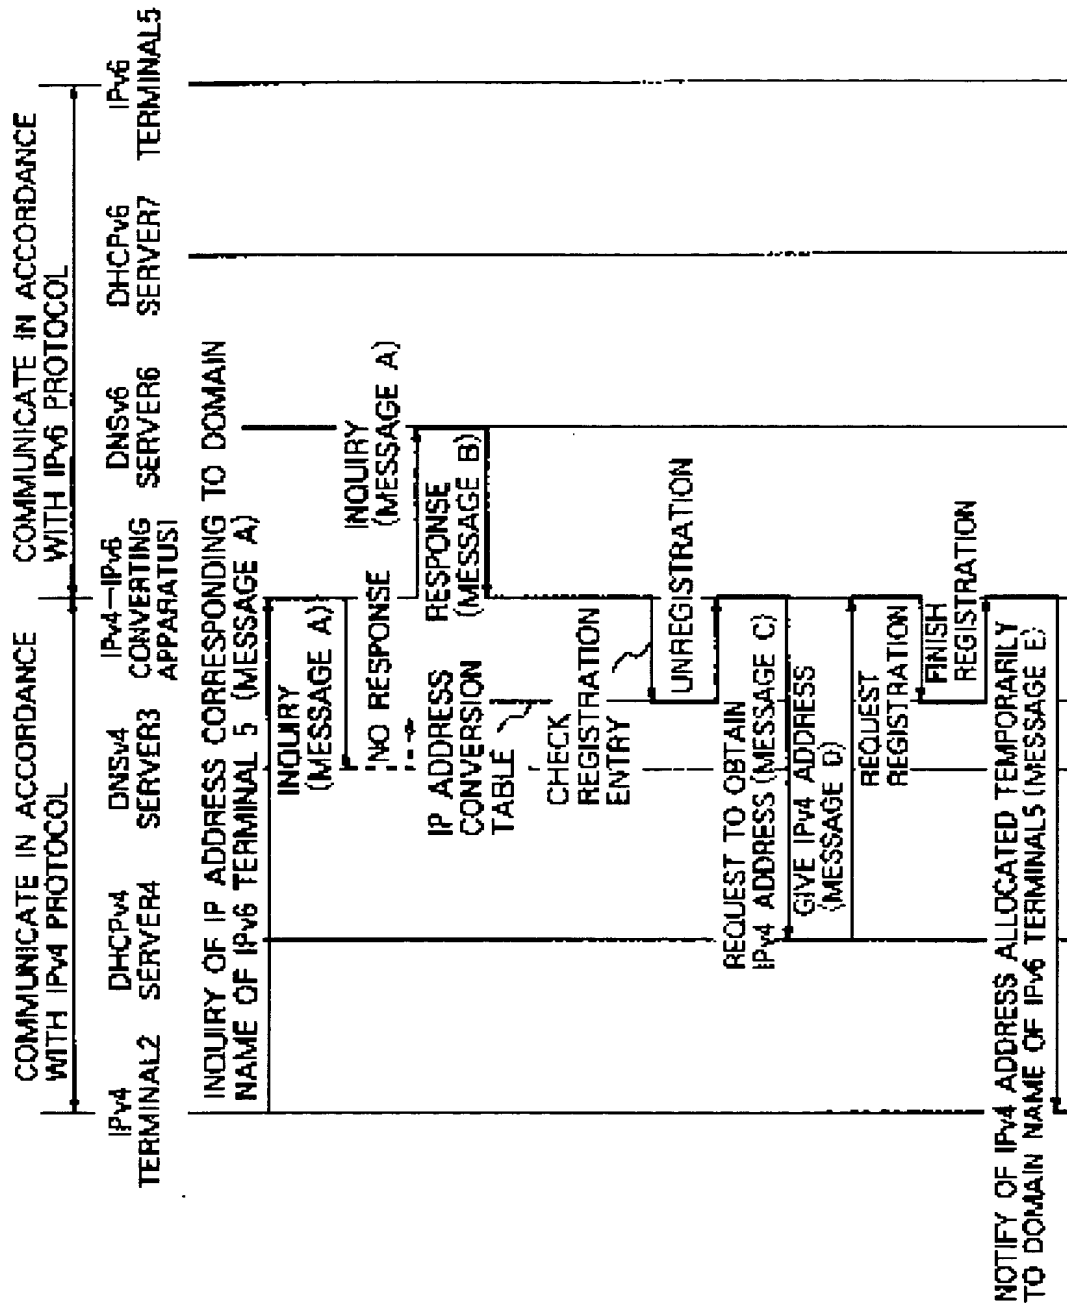 COMMUNICATE IN ACCORDANCE
WITH IPv4 PROTOCOL
COMMUNICATE IN ACCORDANCE
WITH IPv6 PROTOCOL
IPv4
TERMINAL2
DHCPv4
SERVER4
DNSv4
SERVER3
IPv4-IPv6
CONVERTING
APPARATUS1
DNSv6
SERVER6
DHCPv6
SERVER7
IPv6
TERMINAL5
INQUIRY OF IP ADDRESS CORRESPONDING TO DOMAIN
NAME OF IPv6 TERMINAL 5 (MESSAGE A)
INQUIRY
(MESSAGE A)
NO RESPONSE
INQUIRY
(MESSAGE A)
RESPONSE
(MESSAGE B)
IP ADDRESS
CONVERSION
TABLE
CHECK
REGISTRATION
ENTRY
UNREGISTRATION
REQUEST TO OBTAIN
IPv4 ADDRESS (MESSAGE C)
GIVE IPv4 ADDRESS
(MESSAGE D)
REQUEST
REGISTRATION
FINISH
REGISTRATION
NOTIFY OF IPv4 ADDRESS ALLOCATED TEMPORARILY
TO DOMAIN NAME OF IPv6 TERMINAL5 (MESSAGE E)